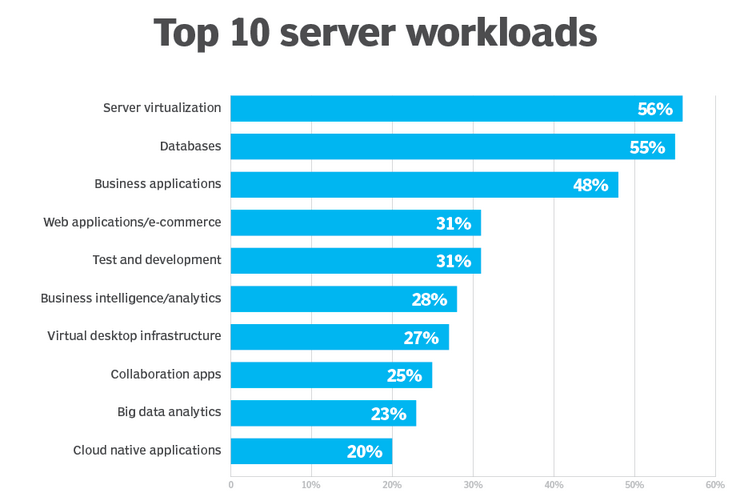 Top 10 server workloads
Server virtualization 56%
Databases 55%
Business applications 48%
Web applications/e-commerce 31%
Test and development 31%
Business intelligence/analytics 28%
Virtual desktop infrastructure 27%
Collaboration apps 25%
Big data analytics 23%
Cloud native applications 20%
0 10% 20% 30% 40% 50% 60%